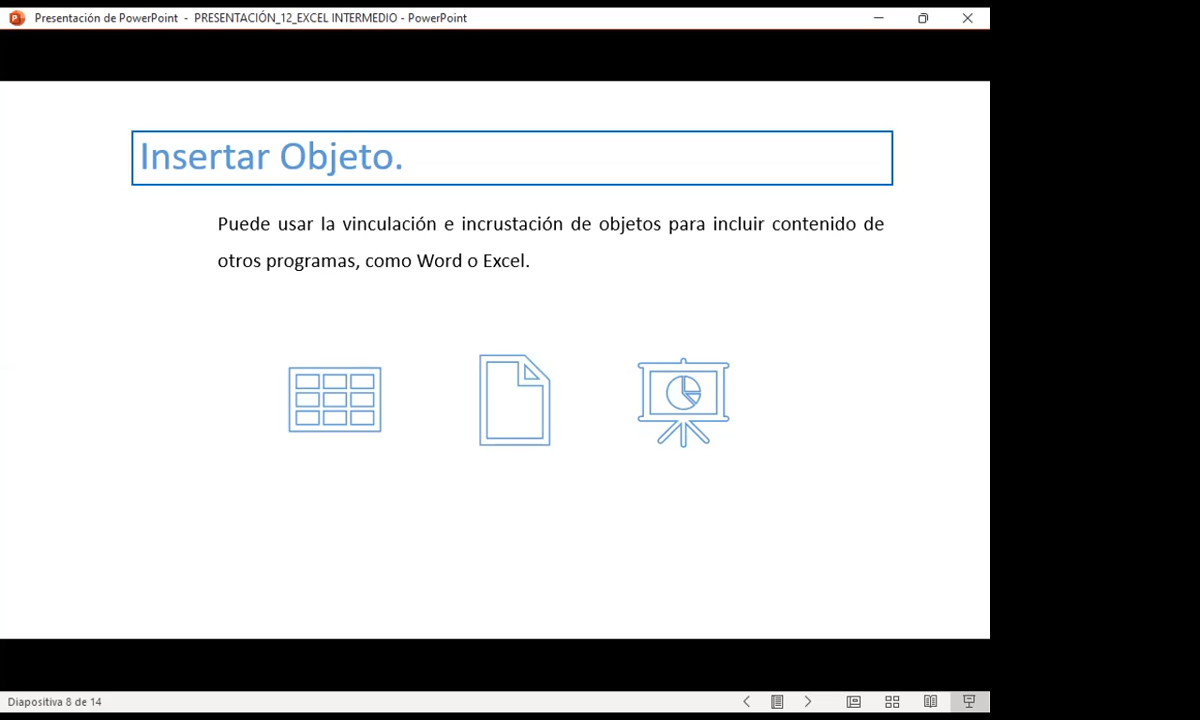 Presentación de PowerPoint - PRESENTACIÓN_12_EXCEL INTERMEDIO - PowerPoint
Insertar Objeto.
Puede usar la vinculación e incrustación de objetos para incluir contenido de
otros programas, como Word o Excel.
Diapositiva 8 de 14